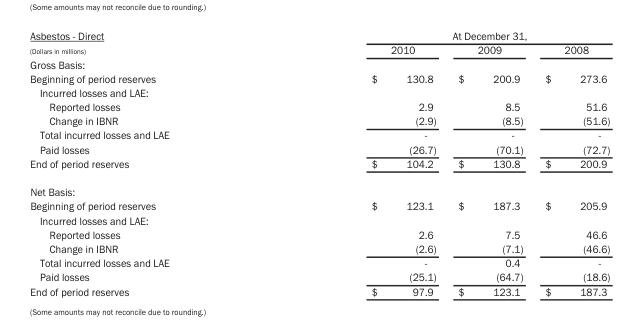 (Some amounts may not reconcile due to rounding.)
Asbestos - Direct At December 31,
(Dollars in millions) 2010 2009 2008
Gross Basis:
Beginning of period reserves $ 130.8 $ 200.9 $ 273.6
Incurred losses and LAE:
Reported losses 2.9 8.5 51.6
Change in IBNR (2.9) (8.5) (51.6)
Total incurred losses and LAE - - -
Paid losses (26.7) (70.1) (72.7)
End of period reserves $ 104.2 $ 130.8 $ 200.9
Net Basis:
Beginning of period reserves $ 123.1 $ 187.3 $ 205.9
Incurred losses and LAE:
Reported losses 2.6 7.5 46.6
Change in IBNR (2.6) (7.1) (46.6)
Total incurred losses and LAE - 0.4 -
Paid losses (25.1) (64.7) (18.6)
End of period reserves $ 97.9 $ 123.1 $ 187.3
(Some amounts may not reconcile due to rounding.)